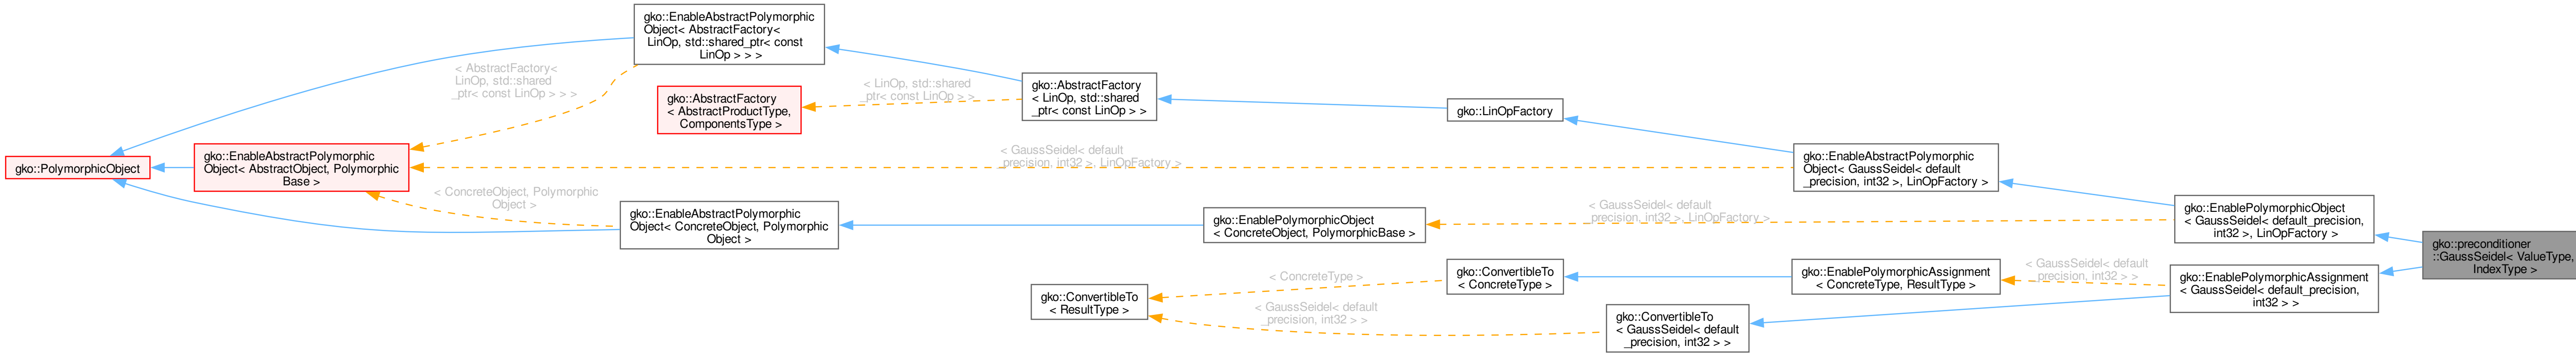 gko::PolymorphicObject
gko::EnableAbstractPolymorphic
Object< AbstractObject, Polymorphic
Base >
gko::EnableAbstractPolymorphic
Object< AbstractFactory<
LinOp, std::shared_ptr< const
LinOp > > >
< AbstractFactory<
LinOp, std::shared
_ptr< const LinOp > > >
gko::AbstractFactory
< AbstractProductType,
ComponentsType >
< LinOp, std::shared
_ptr< const LinOp > >
gko::AbstractFactory
< LinOp, std::shared
_ptr< const LinOp > >
gko::LinOpFactory
< GaussSeidel< default
_precision, int32 >, LinOpFactory >
gko::EnableAbstractPolymorphic
Object< GaussSeidel< default
_precision, int32 >, LinOpFactory >
< ConcreteObject, Polymorphic
Object >
gko::EnableAbstractPolymorphic
Object< ConcreteObject, Polymorphic
Object >
gko::EnablePolymorphicObject
< ConcreteObject, PolymorphicBase >
< GaussSeidel< default
_precision, int32 >, LinOpFactory >
gko::EnablePolymorphicObject
< GaussSeidel< default_precision,
int32 >, LinOpFactory >
gko::preconditioner
::GaussSeidel< ValueType,
IndexType >
gko::ConvertibleTo
< ResultType >
< ConcreteType >
gko::ConvertibleTo
< ConcreteType >
gko::EnablePolymorphicAssignment
< ConcreteType, ResultType >
< GaussSeidel< default
_precision, int32 > >
gko::EnablePolymorphicAssignment
< GaussSeidel< default_precision,
int32 > >
< GaussSeidel< default
_precision, int32 > >
gko::ConvertibleTo
< GaussSeidel< default
_precision, int32 > >